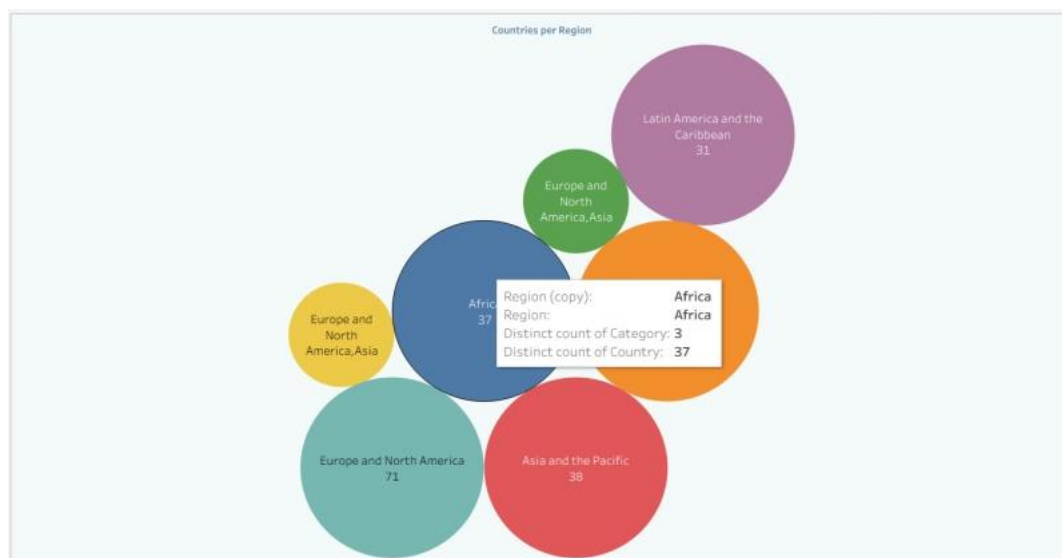 Countries per Region
Latin America and the
Caribbean
31
Europe and
North
America,Asia
Africa
37
Region (copy): Africa
Region: Africa
Distinct count of Category: 3
Distinct count of Country: 37
Europe and
North
America,Asia
Europe and North America
71
Asia and the Pacific
38